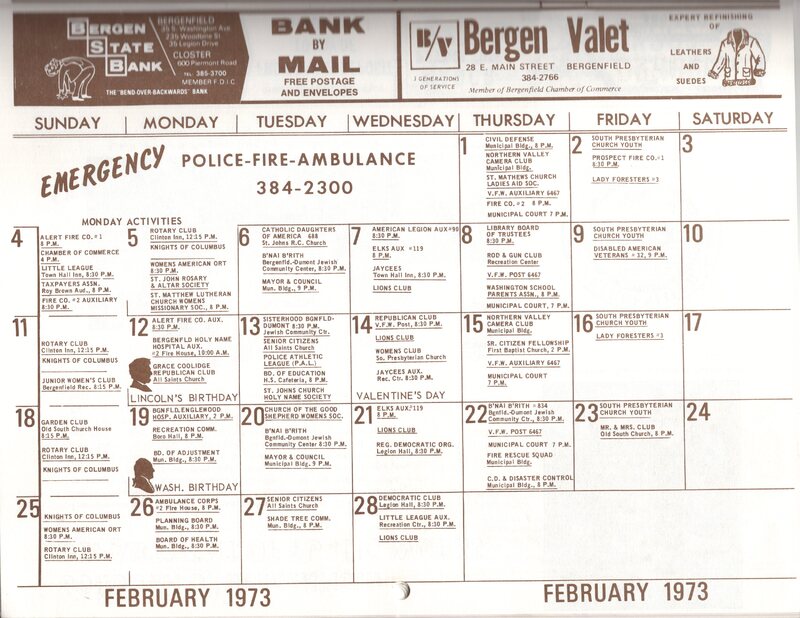 BERGEN STATE BANK
BERGENFIELD
35 S. Washington Ave
235 Woodbine St
35 Legion Drive
CLOSTER
600 Piermont Road
TEL. 385-3700
MEMBER F.D.I.C.
THE 'BEND-OVER-BACKWARDS' BANK
BANK
BY
MAIL
FREE POSTAGE
AND ENVELOPES
B/V
3 GENERATIONS
OF SERVICE
Bergen Valet
28 E. MAIN STREET BERGENFIELD
384-2766
Member of Bergenfield Chamber of Commerce
EXPERT REFINISHING
OF
LEATHERS
AND
SUEDES
SUNDAY MONDAY TUESDAY WEDNESDAY THURSDAY FRIDAY SATURDAY
EMERGENCY
POLICE-FIRE-AMBULANCE
384-2300
1
CIVIL DEFENSE
Municipal Bldg., 8 P.M.
NORTHERN VALLEY
CAMERA CLUB
Municipal Bldg.
ST. MATHEWS CHURCH
LADIES AID SOC.
V.F.W. AUXILIARY 6467
FIRE CO. #2 8 P.M.
MUNICIPAL COURT 7 P.M.
2
SOUTH PRESBYTERIAN
CHURCH YOUTH
PROSPECT FIRE CO. #1
8:30 P.M.
LADY FORESTERS #3
3
MONDAY ACTIVITIES
4
ALERT FIRE CO. #1
8 P.M.
CHAMBER OF COMMERCE
4 P.M.
LITTLE LEAGUE
Town Hall Inn, 8:30 P.M.
TAXPAYERS ASSN.
Roy Brown Aud., 8 P.M.
FIRE CO. #2 AUXILIARY
8:30 P.M.
5
ROTARY CLUB
Clinton Inn, 12:15 P.M.
KNIGHTS OF COLUMBUS
WOMENS AMERICAN ORT
8:30 P.M.
ST. JOHN ROSARY
& ALTAR SOCIETY
ST. MATTHEW LUTHERAN
CHURCH WOMENS
MISSIONARY SOC., 8 P.M.
6
CATHOLIC DAUGHTERS
OF AMERICA 688
St. Johns R.C. Church
B'NAI B'RITH
Bergnfld.-Dumont Jewish
Community Center, 8:30 P.M.
MAYOR & COUNCIL
Mun. Bldg., 9 P.M.
7
AMERICAN LEGION AUX #90
8:30 P.M.
ELKS AUX #119
8 P.M.
JAYCEES
Town Hall Inn, 8:30 P.M.
LIONS CLUB
8
LIBRARY BOARD
OF TRUSTEES
8:30 P.M.
ROD & GUN CLUB
Recreation Center
V.F.W. POST 6467
WASHINGTON SCHOOL
PARENTS ASSN., 8 P.M.
MUNICIPAL COURT, 7 P.M.
9
SOUTH PRESBYTERIAN
CHURCH YOUTH
DISABLED AMERICAN
VETERANS #32, 9 P.M.
10
11
ROTARY CLUB
Clinton Inn, 12:15 P.M.
KNIGHTS OF COLUMBUS
JUNIOR WOMEN'S CLUB
Bergenfield Rec. 8:15 P.M.
12
ALERT FIRE CO. AUX.
8:30 P.M.
BERGENFLD HOLY NAME
HOSPITAL AUX.
#2 Fire House, 10:00 A.M.
GRACE COOLIDGE
REPUBLICAN CLUB
All Saints Church
LINCOLN'S BIRTHDAY
13
SISTERHOOD BGNFLD-
DUMONT 8:30 P.M.
Jewish Community Ctr.
SENIOR CITIZENS
All Saints Church
POLICE ATHLETIC
LEAGUE (P.A.L.)
BD. OF EDUCATION
H.S. Cafeteria, 8 P.M.
ST. JOHNS CHURCH
HOLY NAME SOCIETY
14
REPUBLICAN CLUB
V.F.W. Post, 8:30 P.M.
LIONS CLUB
WOMENS CLUB
So. Presbyterian Church
JAYCEES AUX.
Rec. Ctr. 8:30 P.M.
VALENTINE'S DAY
15
NORTHERN VALLEY
CAMERA CLUB
Municipal Bldg.
SR. CITIZEN FELLOWSHIP
First Baptist Church, 2 P.M.
V.F.W. AUXILIARY 6467
MUNICIPAL COURT
7 P.M.
16
SOUTH PRESBYTERIAN
CHURCH YOUTH
LADY FORESTERS #3
17
18
GARDEN CLUB
Old South Church House
8:15 P.M.
ROTARY CLUB
Clinton Inn, 12:15 P.M.
KNIGHTS OF COLUMBUS
19
BGNFLD.ENGLEWOOD
HOSP. AUXILIARY, 2 P.M.
RECREATION COMM.
Boro Hall, 8 P.M.
BD. OF ADJUSTMENT
Mun. Bldg., 8:30 P.M.
WASH. BIRTHDAY
20
CHURCH OF THE GOOD
SHEPHERD WOMENS SOC.
B'NAI B'RITH
Bgnfld.-Dumont Jewish
Community Center 8:30 P.M.
MAYOR & COUNCIL
Municipal Bldg. 9 P.M.
21
ELKS AUX.#119
8 P.M.
LIONS CLUB
REG. DEMOCRATIC ORG.
Legion Hall, 8:30 P.M.
22
B'NAI B'RITH #834
Bgnfld.-Dumont Jewish
Community Ctr., 8:30 P.M.
V.F.W. POST 6467
MUNICIPAL COURT 7 P.M.
FIRE RESCUE SQUAD
Municipal Bldg.
C.D. & DISASTER CONTROL
Municipal Bldg., 8 P.M.
23
SOUTH PRESBYTERIAN
CHURCH YOUTH
MR. & MRS. CLUB
Old South Church, 8 P.M.
24
25
KNIGHTS OF COLUMBUS
WOMENS AMERICAN ORT
8:30 P.M.
ROTARY CLUB
Clinton Inn, 12:15 P.M.
26
AMBULANCE CORPS
#2 Fire House, 8 P.M.
PLANNING BOARD
Mun. Bldg., 8:30 P.M.
BOARD OF HEALTH
Mun. Bldg., 8:30 P.M.
27
SENIOR CITIZENS
All Saints Church
SHADE TREE COMM.
Mun. Bldg., 8 P.M.
28
DEMOCRATIC CLUB
Legion Hall, 8:30 P.M.
LITTLE LEAGUE AUX.
Recreation Ctr., 8:30 P.M.
LIONS CLUB
FEBRUARY 1973
FEBRUARY 1973